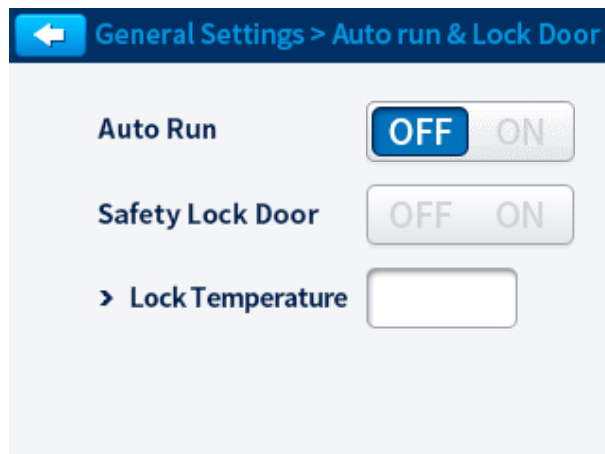 General Settings > Auto run & Lock Door
Auto Run OFF ON
Safety Lock Door OFF ON
> Lock Temperature